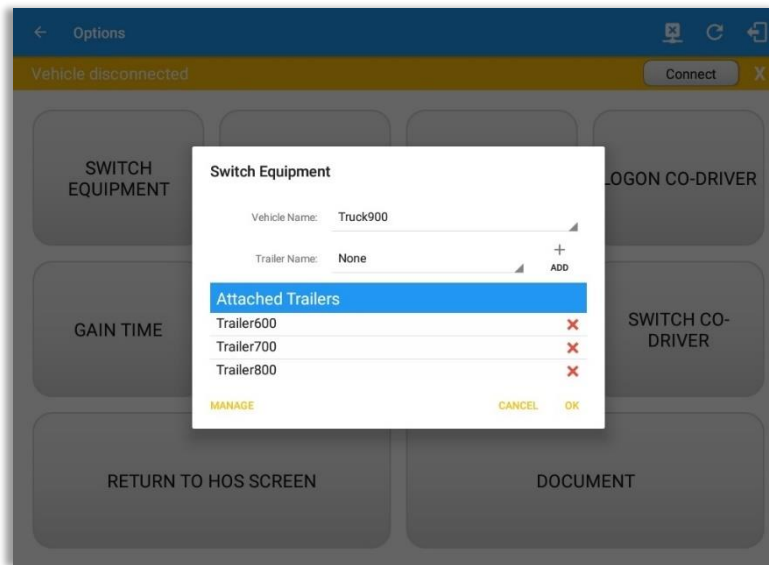 Options
Vehicle disconnected
Connect
X
SWITCH
EQUIPMENT
LOGON CO-DRIVER
Switch Equipment
Vehicle Name:
Truck900
Trailer Name:
None
ADD
Attached Trailers
Trailer600
Trailer700
Trailer800
MANAGE
CANCEL
OK
GAIN TIME
SWITCH CO-
DRIVER
RETURN TO HOS SCREEN
DOCUMENT